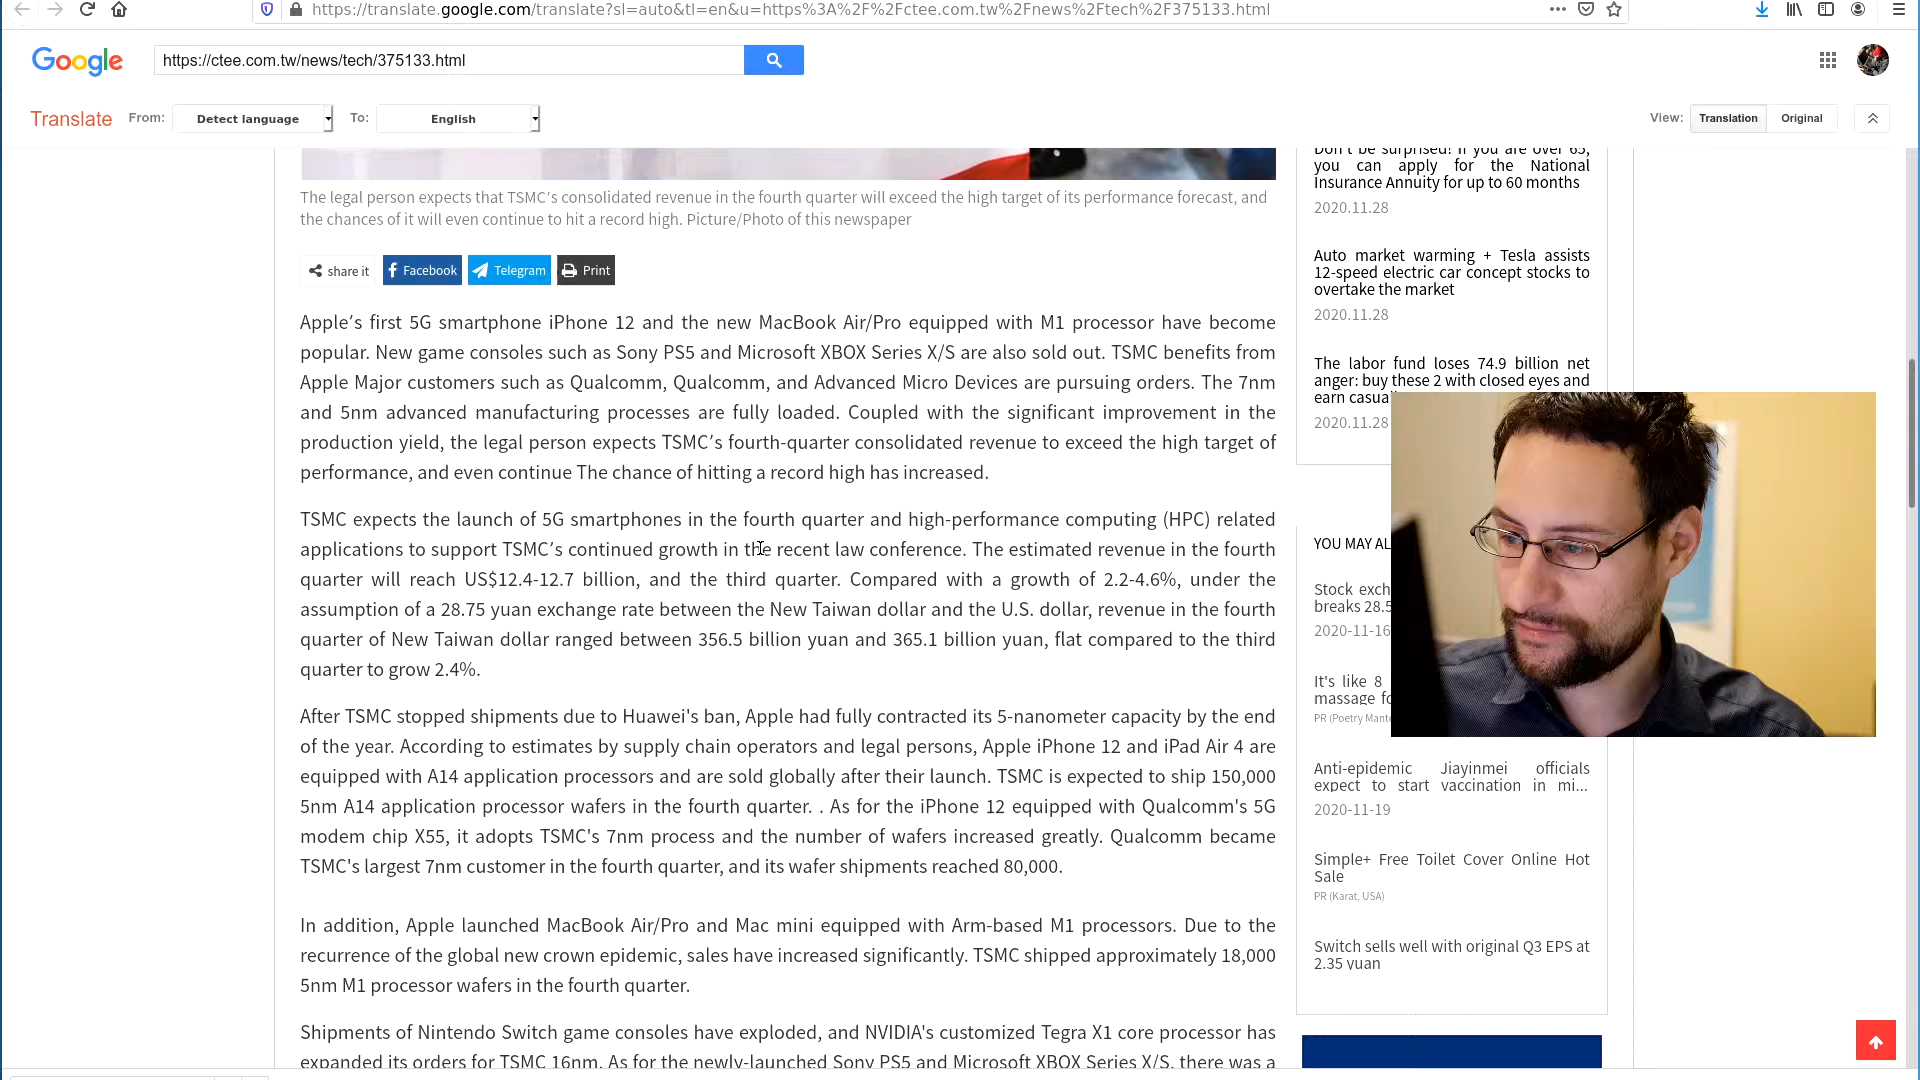 https://translate.google.com/translate?sl=auto&tl=en&u=https%3A%2F%2Fctee.com.tw%2Fnews%2Ftech%2F375133.html
Google
https://ctee.com.tw/news/tech/375133.html
Translate From: Detect language To: English View: Translation Original
The legal person expects that TSMC's consolidated revenue in the fourth quarter will exceed the high target of its performance forecast, and
the chances of it will even continue to hit a record high. Picture/Photo of this newspaper
share it Facebook Telegram Print
Apple's first 5G smartphone iPhone 12 and the new MacBook Air/Pro equipped with M1 processor have become
popular. New game consoles such as Sony PS5 and Microsoft XBOX Series X/S are also sold out. TSMC benefits from
Apple Major customers such as Qualcomm, Qualcomm, and Advanced Micro Devices are pursuing orders. The 7nm
and 5nm advanced manufacturing processes are fully loaded. Coupled with the significant improvement in the
production yield, the legal person expects TSMC's fourth-quarter consolidated revenue to exceed the high target of
performance, and even continue The chance of hitting a record high has increased.
TSMC expects the launch of 5G smartphones in the fourth quarter and high-performance computing (HPC) related
applications to support TSMC's continued growth in the recent law conference. The estimated revenue in the fourth
quarter will reach US$12.4-12.7 billion, and the third quarter. Compared with a growth of 2.2-4.6%, under the
assumption of a 28.75 yuan exchange rate between the New Taiwan dollar and the U.S. dollar, revenue in the fourth
quarter of New Taiwan dollar ranged between 356.5 billion yuan and 365.1 billion yuan, flat compared to the third
quarter to grow 2.4%.
After TSMC stopped shipments due to Huawei's ban, Apple had fully contracted its 5-nanometer capacity by the end
of the year. According to estimates by supply chain operators and legal persons, Apple iPhone 12 and iPad Air 4 are
equipped with A14 application processors and are sold globally after their launch. TSMC is expected to ship 150,000
5nm A14 application processor wafers in the fourth quarter. . As for the iPhone 12 equipped with Qualcomm's 5G
modem chip X55, it adopts TSMC's 7nm process and the number of wafers increased greatly. Qualcomm became
TSMC's largest 7nm customer in the fourth quarter, and its wafer shipments reached 80,000.
In addition, Apple launched MacBook Air/Pro and Mac mini equipped with Arm-based M1 processors. Due to the
recurrence of the global new crown epidemic, sales have increased significantly. TSMC shipped approximately 18,000
5nm M1 processor wafers in the fourth quarter.
Shipments of Nintendo Switch game consoles have exploded, and NVIDIA's customized Tegra X1 core processor has
expanded its orders for TSMC 16nm. As for the newly-launched Sony PS5 and Microsoft XBOX Series X/S, there was a
Don't be surprised! If you are over 65,
you can apply for the National
Insurance Annuity for up to 60 months
2020.11.28
Auto market warming + Tesla assists
12-speed electric car concept stocks to
overtake the market
2020.11.28
The labor fund loses 74.9 billion net
anger: buy these 2 with closed eyes and
earn
2020.11.28
YOU MAY
Stock
breaks 28.5
2020-11-16
It's like 8
massage
PR (Poetry
Anti-epidemic Jiayinmei officials
expect to start vaccination in mi...
2020-11-19
Simple+ Free Toilet Cover Online Hot
Sale
PR (Karat, USA)
Switch sells well with original Q3 EPS at
2.35 yuan